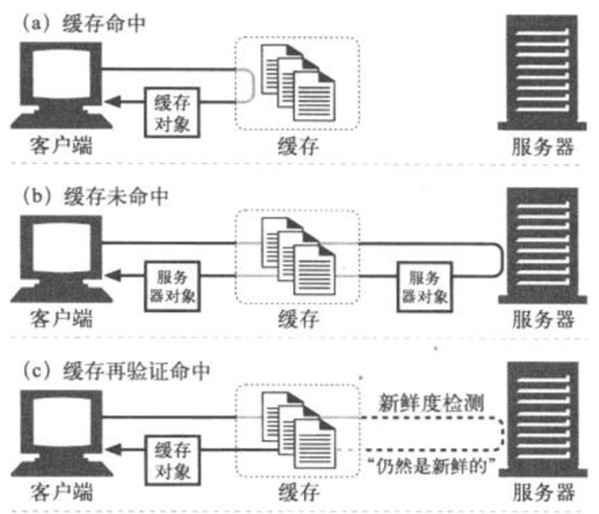 (a) 缓存命中
缓存
对象
客户端
缓存
服务器
(b) 缓存未命中
服务
器对象
服务
器对象
客户端
缓存
服务器
(c) 缓存再验证命中
新鲜度检测
缓存
对象
“仍然是新鲜的”
客户端
缓存
服务器